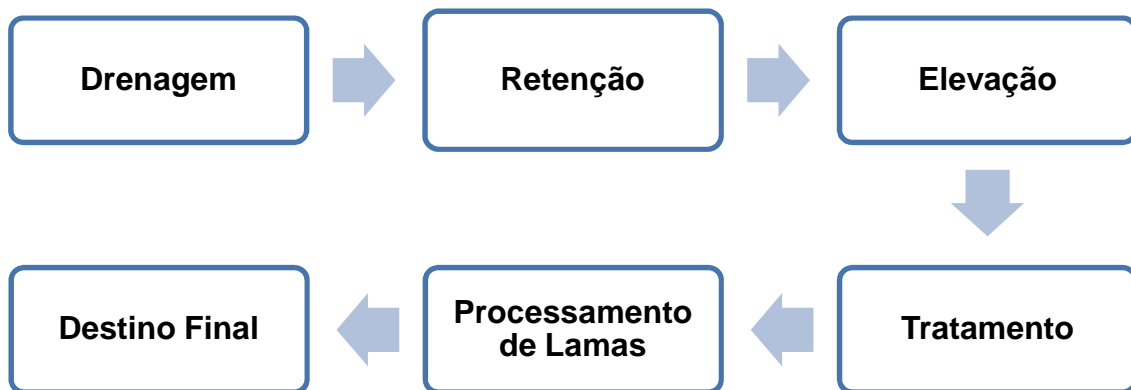 Drenagem
Retenção
Elevação
Tratamento
Processamento
de Lamas
Destino Final